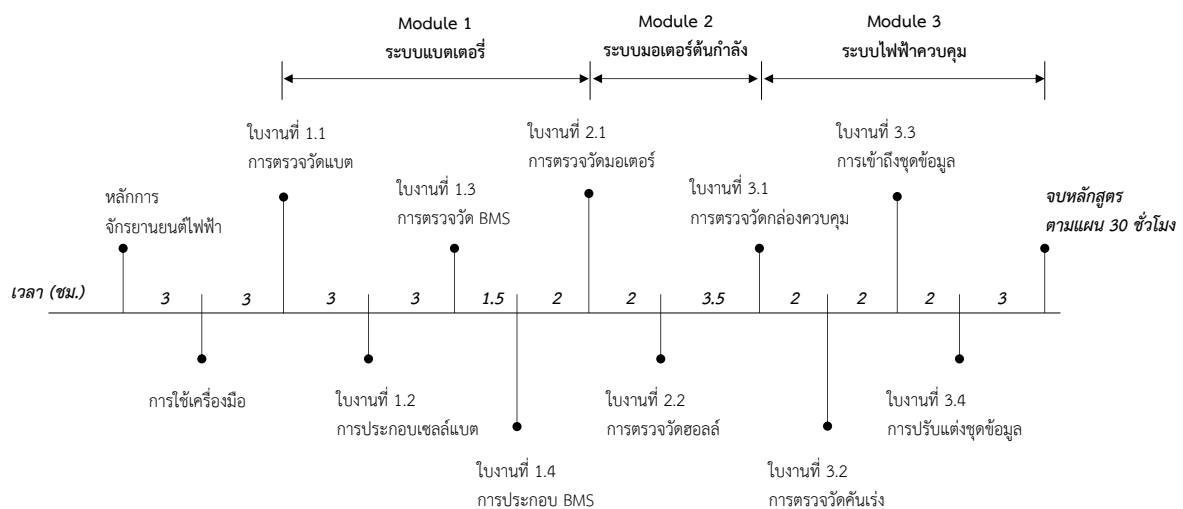 Module 1
ระบบแบตเตอรี่
Module 2
ระบบมอเตอร์ต้นกำลัง
Module 3
ระบบไฟฟ้าควบคุม
ใบงานที่ 1.1
การตรวจวัดแบต
ใบงานที่ 2.1
การตรวจวัดมอเตอร์
ใบงานที่ 3.3
การเข้าถึงชุดข้อมูล
หลักการ
จักรยานยนต์ไฟฟ้า
ใบงานที่ 1.3
การตรวจวัด BMS
ใบงานที่ 3.1
การตรวจวัดกล่องควบคุม
จบหลักสูตร
ตามแผน 30 ชั่วโมง
เวลา (ชม.)
3 3 3 3 1.5 2 2 3.5 2 2 2 3
การใช้เครื่องมือ
ใบงานที่ 1.2
การประกอบเซลล์แบต
ใบงานที่ 2.2
การตรวจวัดฮอลล์
ใบงานที่ 3.4
การปรับแต่งชุดข้อมูล
ใบงานที่ 1.4
การประกอบ BMS
ใบงานที่ 3.2
การตรวจวัดคันเร่ง